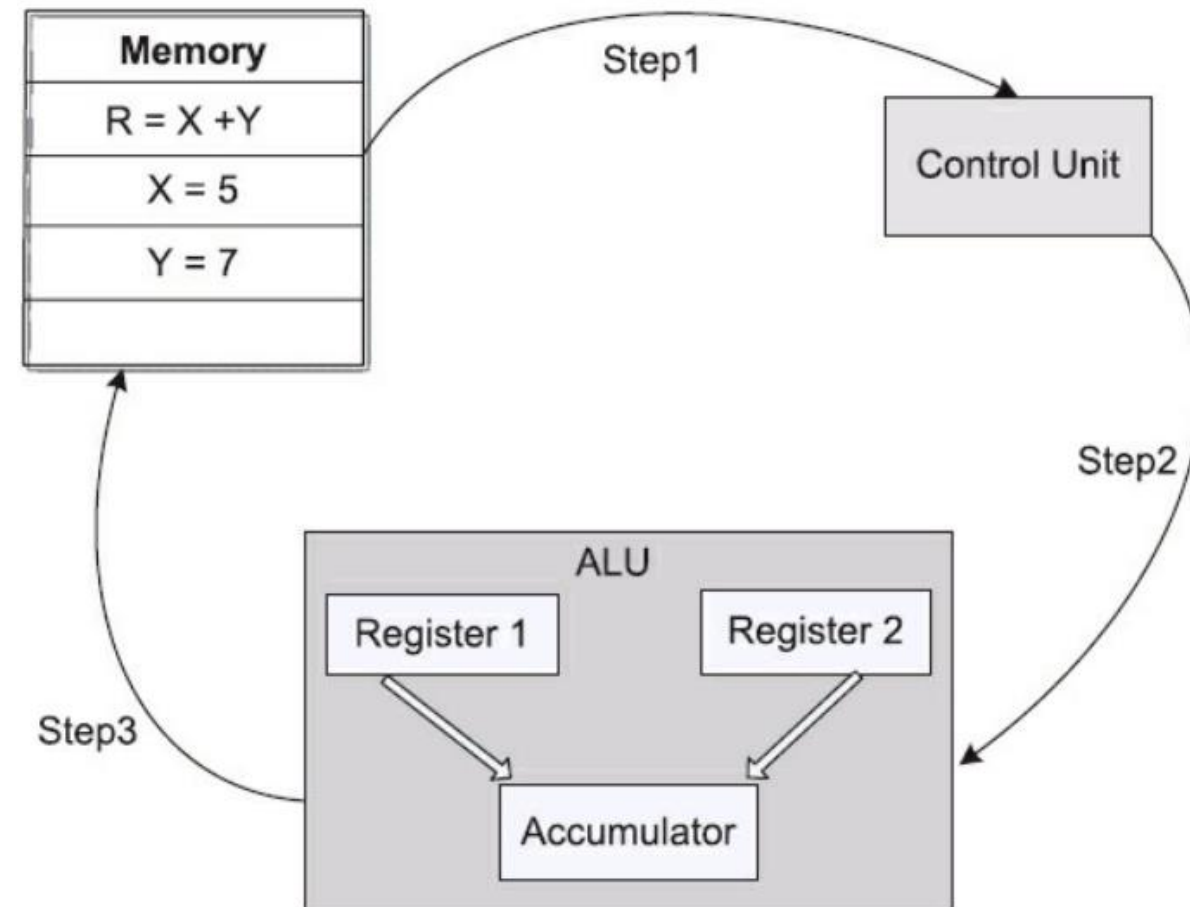 Memory
R = X +Y
X = 5
Y = 7
Step1
Control Unit
Step2
ALU
Register 1
Register 2
Accumulator
Step3